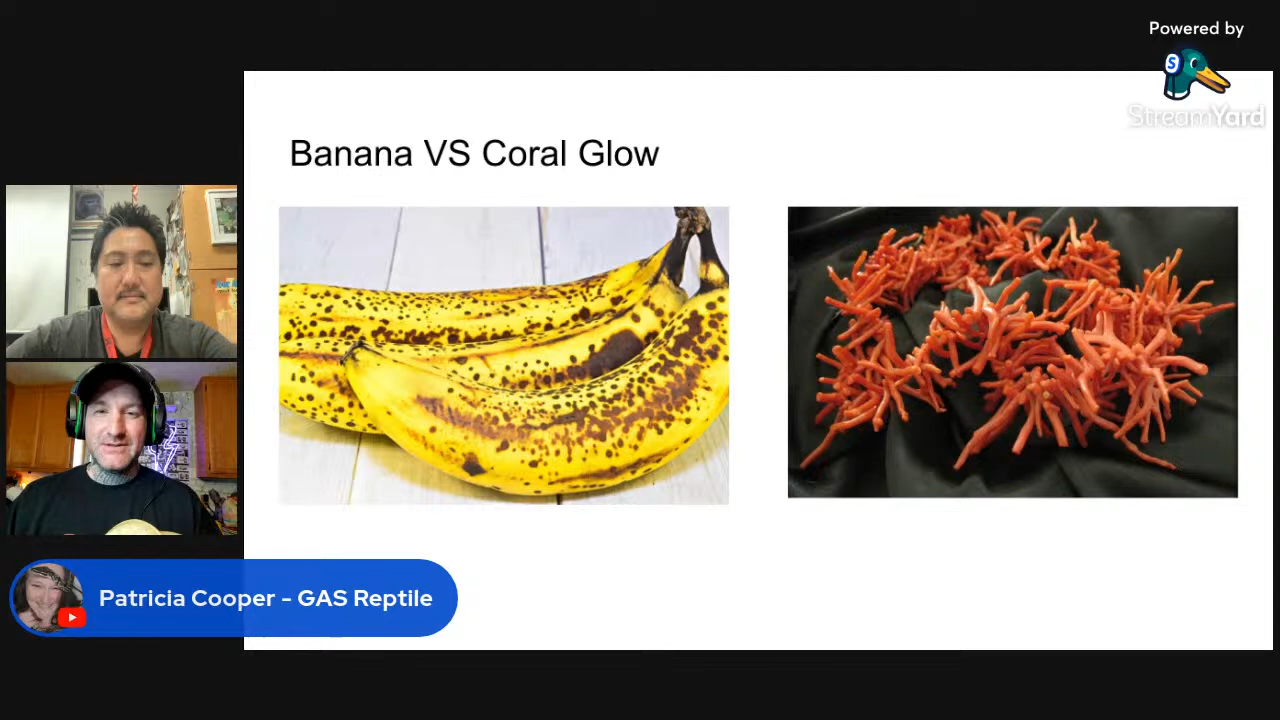 Powered by
StreamYard
Banana VS Coral Glow
Patricia Cooper - GAS Reptile